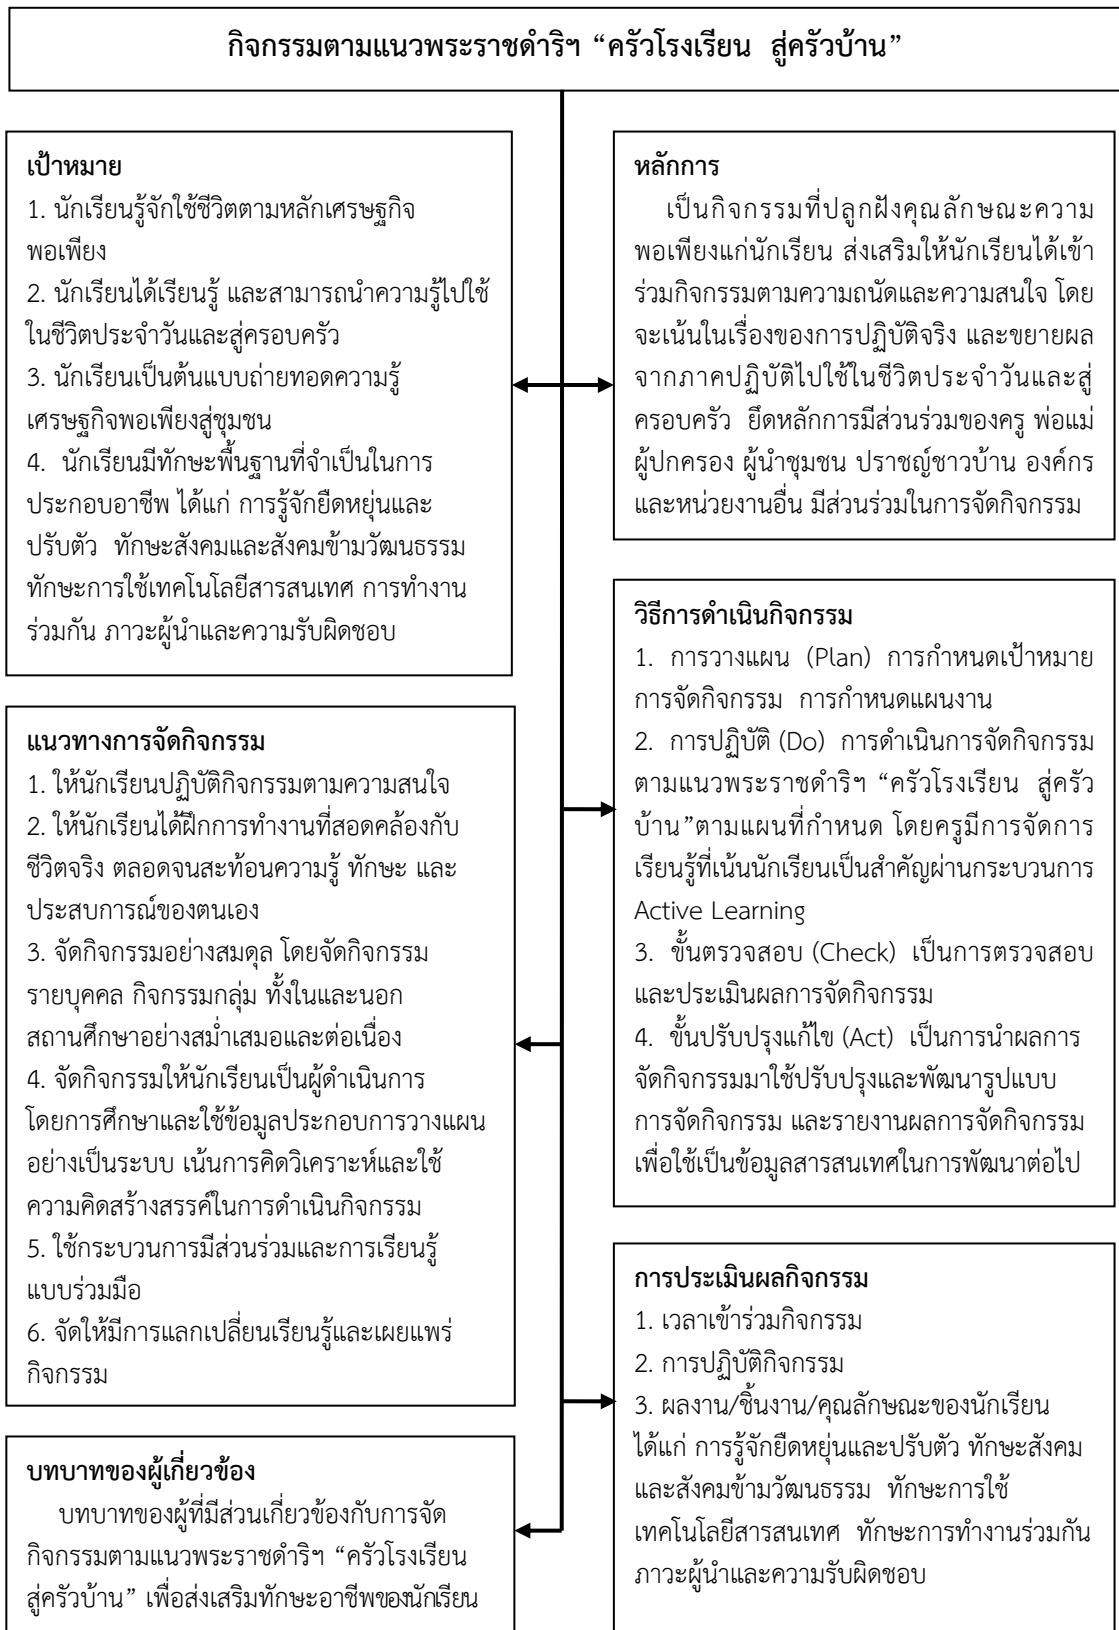 กิจกรรมตามแนวพระราชดำริฯ “ครัวโรงเรียน สู่ครัวบ้าน”
เป้าหมาย
1. นักเรียนรู้จักใช้ชีวิตตามหลักเศรษฐกิจ
พอเพียง
2. นักเรียนได้เรียนรู้ และสามารถนำความรู้ไปใช้
ในชีวิตประจำวันและสู่ครอบครัว
3. นักเรียนเป็นต้นแบบถ่ายทอดความรู้
เศรษฐกิจพอเพียงสู่ชุมชน
4. นักเรียนมีทักษะพื้นฐานที่จำเป็นในการ
ประกอบอาชีพ ได้แก่ การรู้จักยืดหยุ่นและ
ปรับตัว ทักษะสังคมและสังคมข้ามวัฒนธรรม
ทักษะการใช้เทคโนโลยีสารสนเทศ การทำงาน
ร่วมกัน ภาวะผู้นำและความรับผิดชอบ
หลักการ
เป็นกิจกรรมที่ปลูกฝังคุณลักษณะความ
พอเพียงแก่นักเรียน ส่งเสริมให้นักเรียนได้เข้า
ร่วมกิจกรรมตามความถนัดและความสนใจ โดย
จะเน้นในเรื่องของการปฏิบัติจริง และขยายผล
จากภาคปฏิบัติไปใช้ในชีวิตประจำวันและสู่
ครอบครัว ยึดหลักการมีส่วนร่วมของครู พ่อแม่
ผู้ปกครอง ผู้นำชุมชน ปราชญ์ชาวบ้าน องค์กร
และหน่วยงานอื่น มีส่วนร่วมในการจัดกิจกรรม
แนวทางการจัดกิจกรรม
1. ให้นักเรียนปฏิบัติกิจกรรมตามความสนใจ
2. ให้นักเรียนได้ฝึกการทำงานที่สอดคล้องกับ
ชีวิตจริง ตลอดจนสะท้อนความรู้ ทักษะ และ
ประสบการณ์ของตนเอง
3. จัดกิจกรรมอย่างสมดุล โดยจัดกิจกรรม
รายบุคคล กิจกรรมกลุ่ม ทั้งในและนอก
สถานศึกษาอย่างสม่ำเสมอและต่อเนื่อง
4. จัดกิจกรรมให้นักเรียนเป็นผู้ดำเนินการ
โดยการศึกษาและใช้ข้อมูลประกอบการวางแผน
อย่างเป็นระบบ เน้นการคิดวิเคราะห์และใช้
ความคิดสร้างสรรค์ในการดำเนินกิจกรรม
5. ใช้กระบวนการมีส่วนร่วมและการเรียนรู้
แบบร่วมมือ
6. จัดให้มีการแลกเปลี่ยนเรียนรู้และเผยแพร่
กิจกรรม
วิธีการดำเนินกิจกรรม
1. การวางแผน (Plan) การกำหนดเป้าหมาย
การจัดกิจกรรม การกำหนดแผนงาน
2. การปฏิบัติ (Do) การดำเนินการจัดกิจกรรม
ตามแนวพระราชดำริฯ “ครัวโรงเรียน สู่ครัว
บ้าน”ตามแผนที่กำหนด โดยครูมีการจัดการ
เรียนรู้ที่เน้นนักเรียนเป็นสำคัญผ่านกระบวนการ
Active Learning
3. ขั้นตรวจสอบ (Check) เป็นการตรวจสอบ
และประเมินผลการจัดกิจกรรม
4. ขั้นปรับปรุงแก้ไข (Act) เป็นการนำผลการ
จัดกิจกรรมมาใช้ปรับปรุงและพัฒนารูปแบบ
การจัดกิจกรรม และรายงานผลการจัดกิจกรรม
เพื่อใช้เป็นข้อมูลสารสนเทศในการพัฒนาต่อไป
บทบาทของผู้เกี่ยวข้อง
บทบาทของผู้ที่มีส่วนเกี่ยวข้องกับการจัด
กิจกรรมตามแนวพระราชดำริฯ “ครัวโรงเรียน
สู่ครัวบ้าน” เพื่อส่งเสริมทักษะอาชีพของนักเรียน
การประเมินผลกิจกรรม
1. เวลาเข้าร่วมกิจกรรม
2. การปฏิบัติกิจกรรม
3. ผลงาน/ชิ้นงาน/คุณลักษณะของนักเรียน
ได้แก่ การรู้จักยืดหยุ่นและปรับตัว ทักษะสังคม
และสังคมข้ามวัฒนธรรม ทักษะการใช้
เทคโนโลยีสารสนเทศ ทักษะการทำงานร่วมกัน
ภาวะผู้นำและความรับผิดชอบ